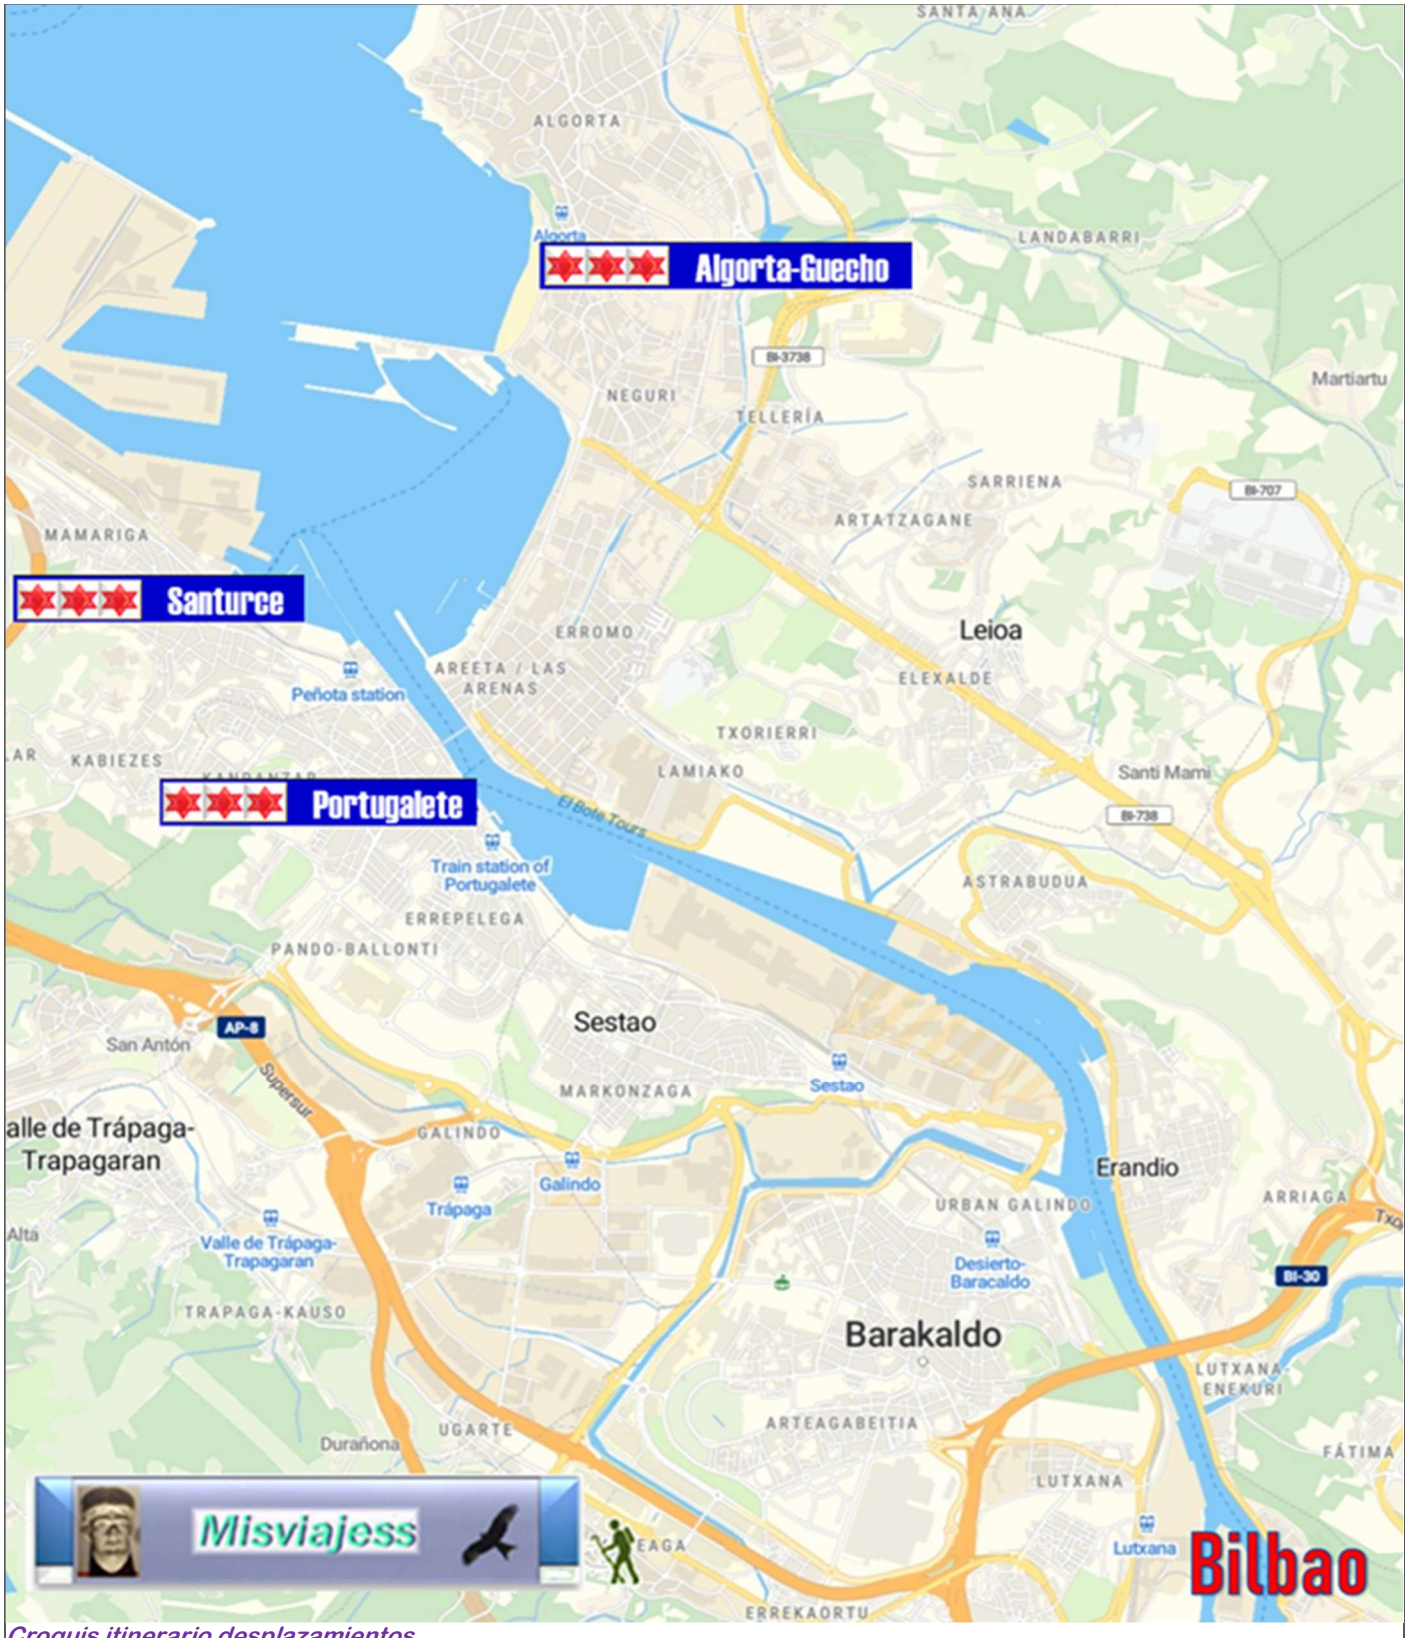 SANTA ANA
ALGORTA
Algorta
Algorta-Guecho
LANDABARRI
BI-3738
Martiartu
NEGURI
TELLERÍA
SARRIENA
BI-707
ARTATZAGANE
MAMARIGA
Santurce
ERROMO
Leioa
AREETA / LAS
ARENAS
ELEXALDE
Peñota station
TXORIERRI
KABIEZES
LAMIAKO
Santi Mami
Portugalete
El Bote Tours
BI-738
Train station of
Portugalete
ASTRABUDUA
ERREPELEGA
PANDO-BALLONTI
AP-8
Sestao
San Antón
Supersur
Sestao
MARKONZAGA
alle de Trápaga-
Trapagaran
GALINDO
Erandio
Galindo
Trápaga
URBAN GALINDO
ARRIAGA
Alta
Valle de Trápaga-
Trapagaran
Desierto-
Baracaldo
BI-30
TRAPAGA-KAUSO
Barakaldo
LUTXANA-
ENEKURI
ARTEAGABEITIA
UGARTE
Durañona
FÁTIMA
LUTXANA
Misviajess
EAGA
Lutxana
Bilbao
ERREKAORTU
Croquis itinerario desplazamientos